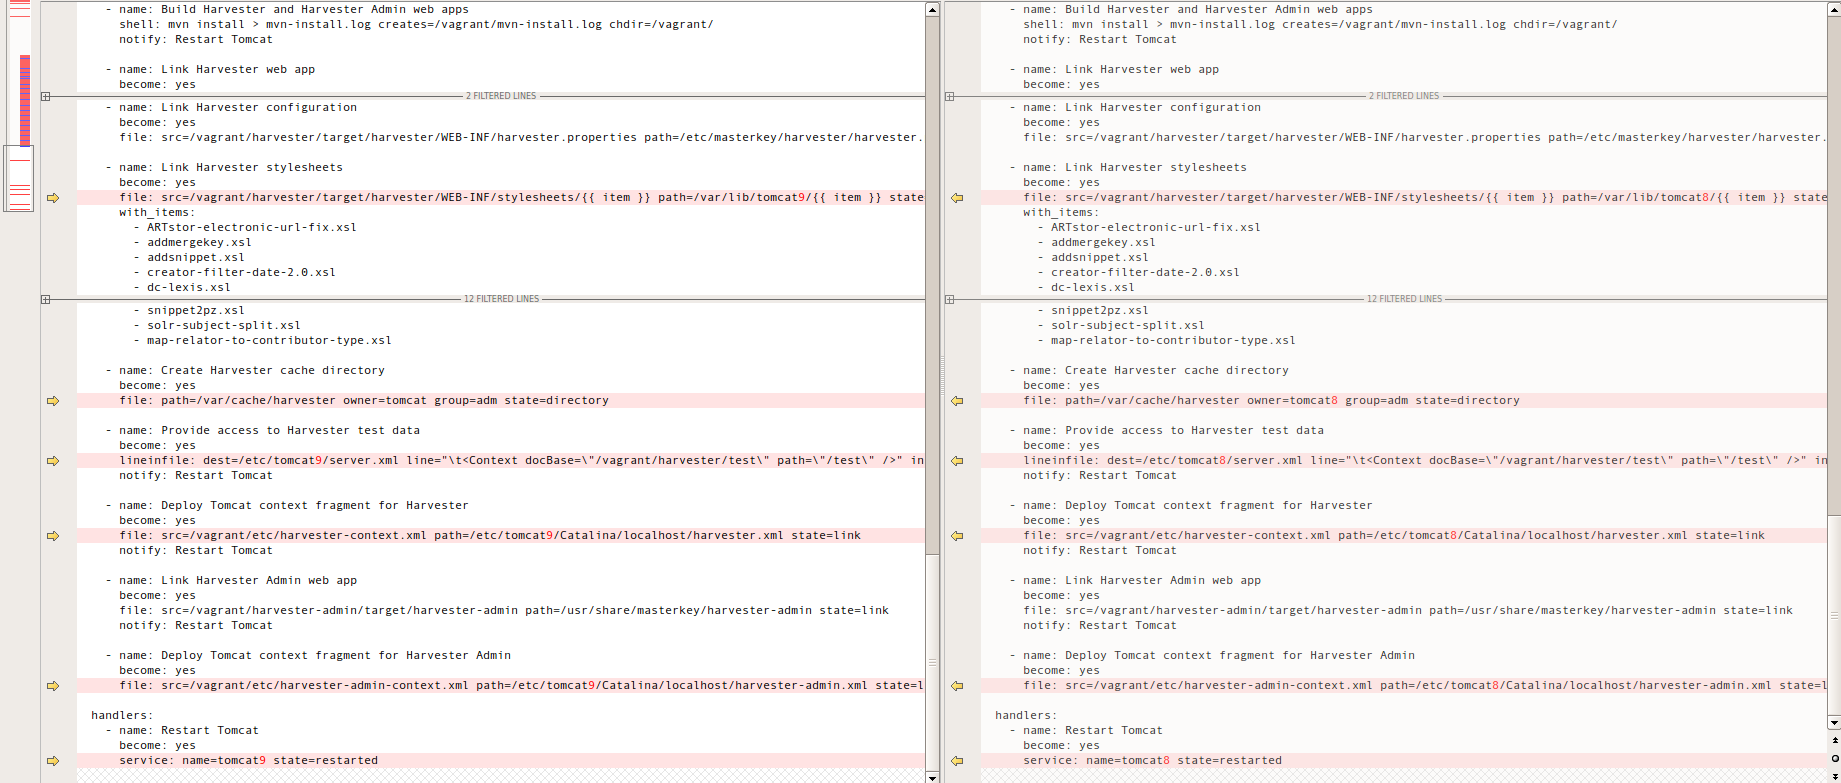 - name: Build Harvester and Harvester Admin web apps
shell: mvn install > mvn-install.log creates=/vagrant/mvn-install.log chdir=/vagrant/
notify: Restart Tomcat
- name: Link Harvester web app
become: yes
2 FILTERED LINES
- name: Link Harvester configuration
become: yes
file: src=/vagrant/harvester/target/harvester/WEB-INF/harvester.properties path=/etc/masterkey/harvester/harvester.
- name: Link Harvester stylesheets
become: yes
file: src=/vagrant/harvester/target/harvester/WEB-INF/stylesheets/{{ item }} path=/var/lib/tomcat9/{{ item }} state
with_items:
- ARTstor-electronic-url-fix.xsl
- addmergekey.xsl
- addsnippet.xsl
- creator-filter-date-2.0.xsl
- dc-lexis.xsl
12 FILTERED LINES
- snippet2pz.xsl
- solr-subject-split.xsl
- map-relator-to-contributor-type.xsl
- name: Create Harvester cache directory
become: yes
file: path=/var/cache/harvester owner=tomcat group=adm state=directory
- name: Provide access to Harvester test data
become: yes
lineinfile: dest=/etc/tomcat9/server.xml line="\t<Context docBase=\"/vagrant/harvester/test\" path=\"/test\" />" in
notify: Restart Tomcat
- name: Deploy Tomcat context fragment for Harvester
become: yes
file: src=/vagrant/etc/harvester-context.xml path=/etc/tomcat9/Catalina/localhost/harvester.xml state=link
notify: Restart Tomcat
- name: Link Harvester Admin web app
become: yes
file: src=/vagrant/harvester-admin/target/harvester-admin path=/usr/share/masterkey/harvester-admin state=link
notify: Restart Tomcat
- name: Deploy Tomcat context fragment for Harvester Admin
become: yes
file: src=/vagrant/etc/harvester-admin-context.xml path=/etc/tomcat9/Catalina/localhost/harvester-admin.xml state=l
handlers:
- name: Restart Tomcat
become: yes
service: name=tomcat9 state=restarted
- name: Build Harvester and Harvester Admin web apps
shell: mvn install > mvn-install.log creates=/vagrant/mvn-install.log chdir=/vagrant/
notify: Restart Tomcat
- name: Link Harvester web app
become: yes
2 FILTERED LINES
- name: Link Harvester configuration
become: yes
file: src=/vagrant/harvester/target/harvester/WEB-INF/harvester.properties path=/etc/masterkey/harvester/harvester.
- name: Link Harvester stylesheets
become: yes
file: src=/vagrant/harvester/target/harvester/WEB-INF/stylesheets/{{ item }} path=/var/lib/tomcat8/{{ item }} state
with_items:
- ARTstor-electronic-url-fix.xsl
- addmergekey.xsl
- addsnippet.xsl
- creator-filter-date-2.0.xsl
- dc-lexis.xsl
12 FILTERED LINES
- snippet2pz.xsl
- solr-subject-split.xsl
- map-relator-to-contributor-type.xsl
- name: Create Harvester cache directory
become: yes
file: path=/var/cache/harvester owner=tomcat8 group=adm state=directory
- name: Provide access to Harvester test data
become: yes
lineinfile: dest=/etc/tomcat8/server.xml line="\t<Context docBase=\"/vagrant/harvester/test\" path=\"/test\" />" in
notify: Restart Tomcat
- name: Deploy Tomcat context fragment for Harvester
become: yes
file: src=/vagrant/etc/harvester-context.xml path=/etc/tomcat8/Catalina/localhost/harvester.xml state=link
notify: Restart Tomcat
- name: Link Harvester Admin web app
become: yes
file: src=/vagrant/harvester-admin/target/harvester-admin path=/usr/share/masterkey/harvester-admin state=link
notify: Restart Tomcat
- name: Deploy Tomcat context fragment for Harvester Admin
become: yes
file: src=/vagrant/etc/harvester-admin-context.xml path=/etc/tomcat8/Catalina/localhost/harvester-admin.xml state=l
handlers:
- name: Restart Tomcat
become: yes
service: name=tomcat8 state=restarted